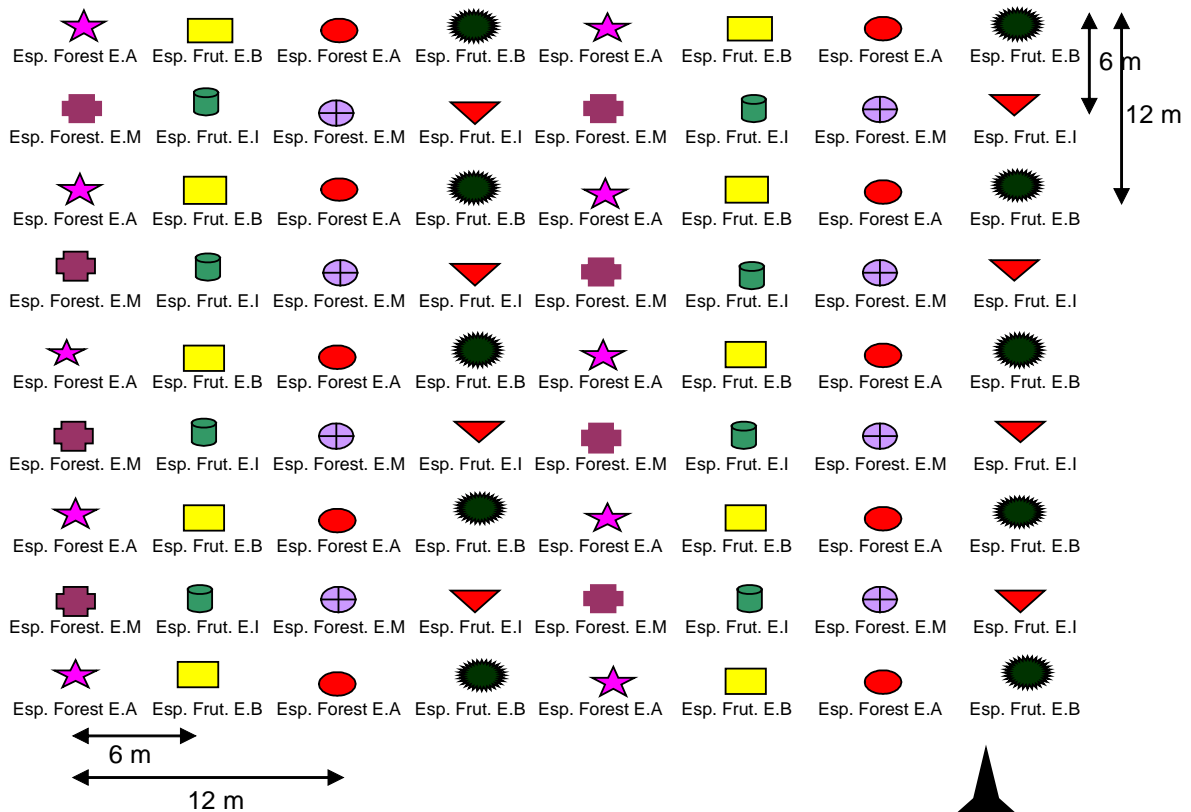 Esp. Forest E.A Esp. Frut. E.B Esp. Forest E.A Esp. Frut. E.B Esp. Forest E.A Esp. Frut. E.B Esp. Forest E.A Esp. Frut. E.B
6 m
12 m
Esp. Forest. E.M Esp. Frut. E.I Esp. Forest. E.M Esp. Frut. E.I Esp. Forest. E.M Esp. Frut. E.I Esp. Forest. E.M Esp. Frut. E.I
Esp. Forest E.A Esp. Frut. E.B Esp. Forest E.A Esp. Frut. E.B Esp. Forest E.A Esp. Frut. E.B Esp. Forest E.A Esp. Frut. E.B
Esp. Forest. E.M Esp. Frut. E.I Esp. Forest. E.M Esp. Frut. E.I Esp. Forest. E.M Esp. Frut. E.I Esp. Forest. E.M Esp. Frut. E.I
Esp. Forest E.A Esp. Frut. E.B Esp. Forest E.A Esp. Frut. E.B Esp. Forest E.A Esp. Frut. E.B Esp. Forest E.A Esp. Frut. E.B
Esp. Forest. E.M Esp. Frut. E.I Esp. Forest. E.M Esp. Frut. E.I Esp. Forest. E.M Esp. Frut. E.I Esp. Forest. E.M Esp. Frut. E.I
Esp. Forest E.A Esp. Frut. E.B Esp. Forest E.A Esp. Frut. E.B Esp. Forest E.A Esp. Frut. E.B Esp. Forest E.A Esp. Frut. E.B
Esp. Forest. E.M Esp. Frut. E.I Esp. Forest. E.M Esp. Frut. E.I Esp. Forest. E.M Esp. Frut. E.I Esp. Forest. E.M Esp. Frut. E.I
Esp. Forest E.A Esp. Frut. E.B Esp. Forest E.A Esp. Frut. E.B Esp. Forest E.A Esp. Frut. E.B Esp. Forest E.A Esp. Frut. E.B
6 m
12 m